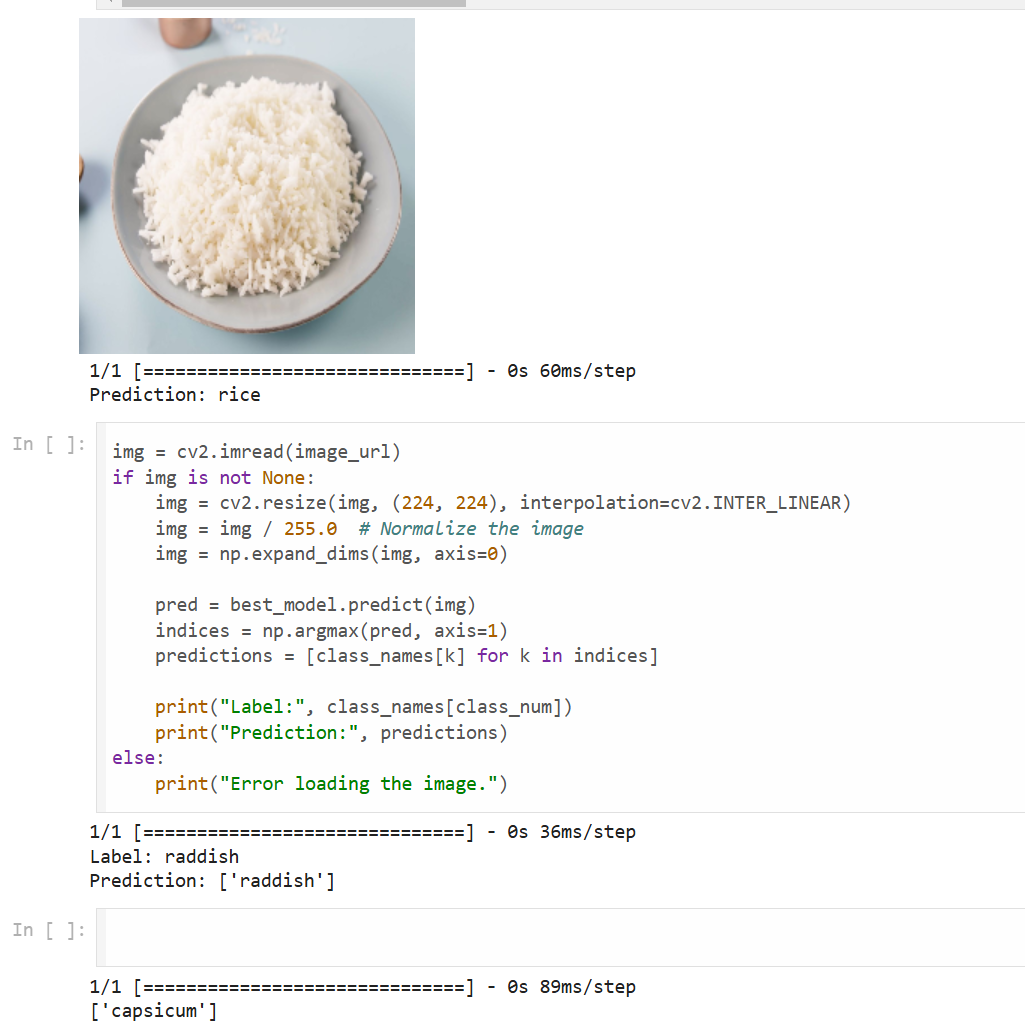 1/1 [==============================] - 0s 60ms/step
Prediction: rice
In [ ]:
img = cv2.imread(image_url)
if img is not None:
    img = cv2.resize(img, (224, 224), interpolation=cv2.INTER_LINEAR)
    img = img / 255.0  # Normalize the image
    img = np.expand_dims(img, axis=0)

    pred = best_model.predict(img)
    indices = np.argmax(pred, axis=1)
    predictions = [class_names[k] for k in indices]

    print("Label:", class_names[class_num])
    print("Prediction:", predictions)
else:
    print("Error loading the image.")
1/1 [==============================] - 0s 36ms/step
Label: raddish
Prediction: ['raddish']
In [ ]:
1/1 [==============================] - 0s 89ms/step
['capsicum']